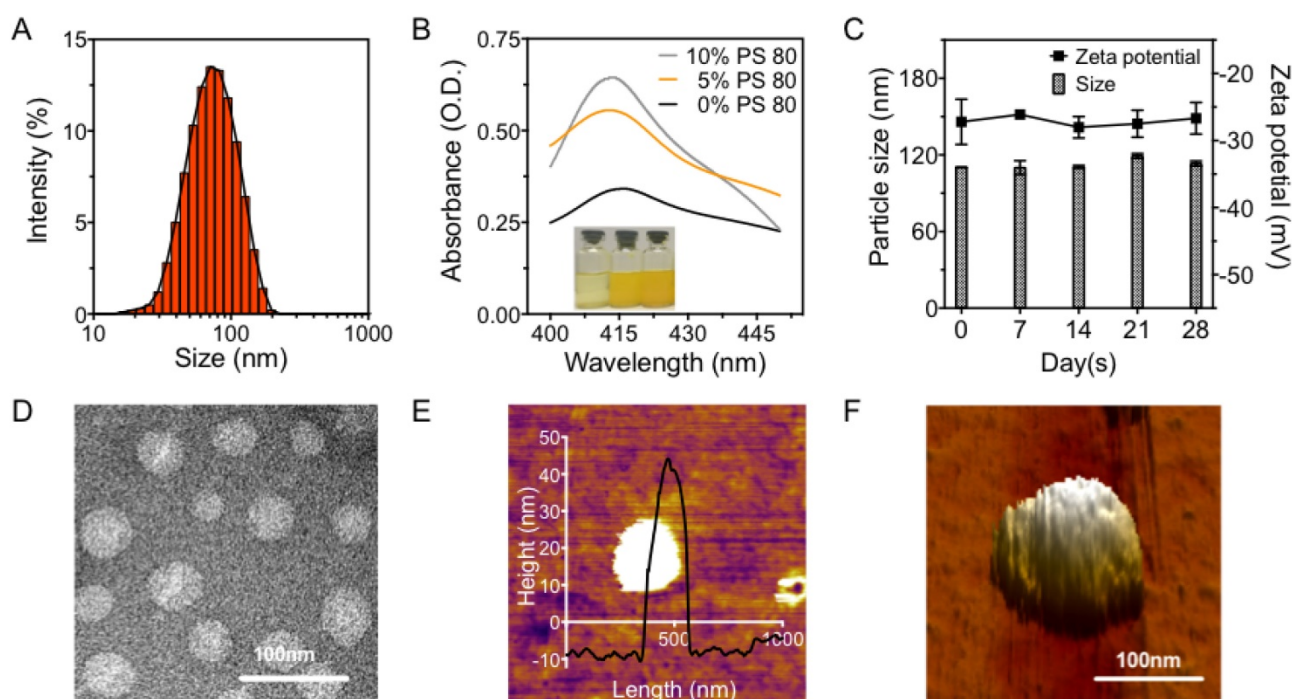 A
15
10
5
0
Intensity (%)
10
100
1000
Size (nm)
B
0.75
0.50
0.25
0.00
Absorbance (O.D.)
10% PS 80
5% PS 80
0% PS 80
400
415
430
445
Wavelength (nm)
C
180
120
60
0
Particle size (nm)
Zeta potential
Size
-20
-30
-40
-50
Zeta potetial (mV)
0
7
14
21
28
Day(s)
D
100nm
E
50
40
30
20
10
0
-10
Height (nm)
500
1000
Length (nm)
F
100nm